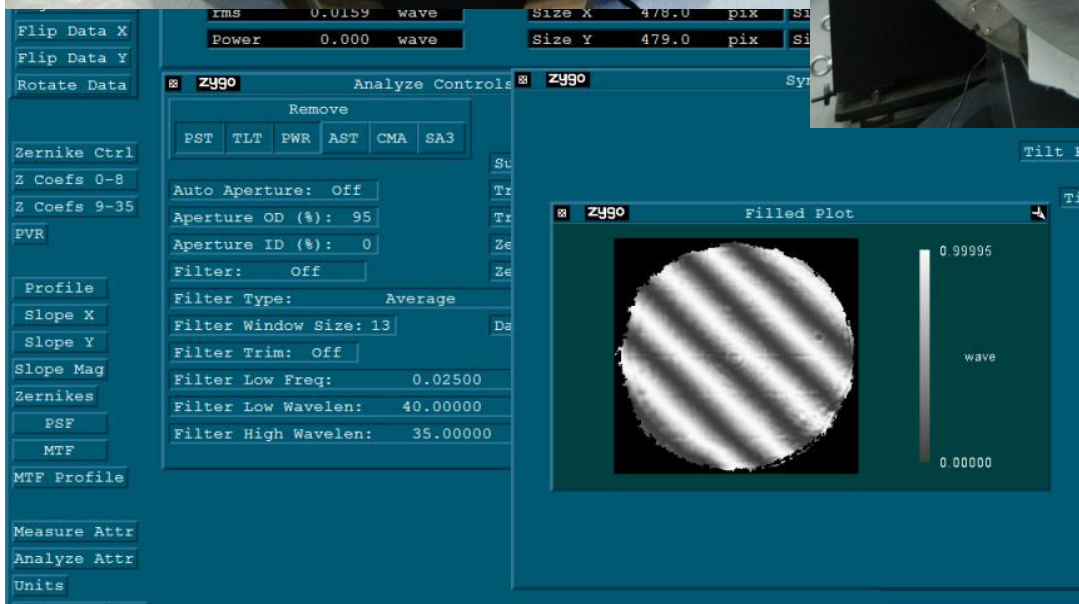 Flip Data X
Flip Data Y
Rotate Data
Zernike Ctrl
Z Coefs 0-8
Z Coefs 9-35
PVR
Profile
Slope X
Slope Y
Slope Mag
Zernikes
PSF
MTF
MTF Profile
Measure Attr
Analyze Attr
Units
rms 0.0159 wave
Power 0.000 wave
Size X 478.0 pix
Size Y 479.0 pix
zygo Analyze Controls
Remove
PST TLT PWR AST CMA SA3
Auto Aperture: Off
Aperture OD (%): 95
Aperture ID (%): 0
Filter: Off
Filter Type: Average
Filter Window Size: 13
Filter Trim: Off
Filter Low Freq: 0.02500
Filter Low Wavelen: 40.00000
Filter High Wavelen: 35.00000
zygo
Tilt
zygo Filled Plot
0.99995
wave
0.00000